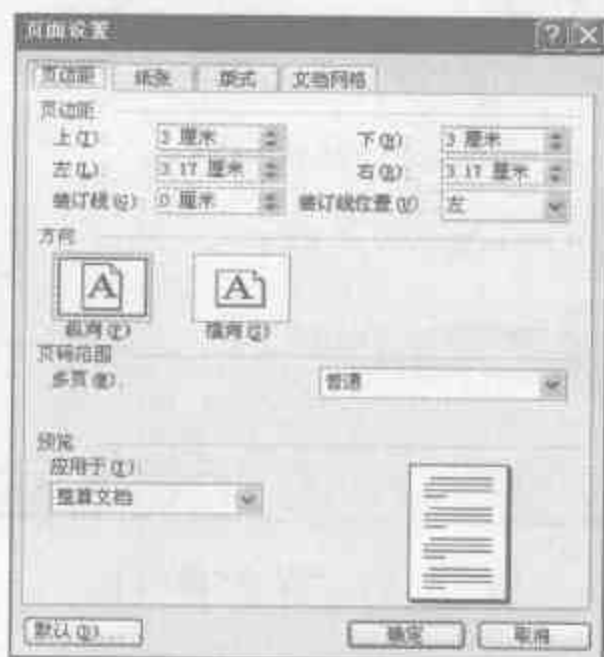 页面设置
页边距 纸张 版式 文档网格
页边距
上(T): 3 厘米 下(B): 3 厘米
左(L): 3.17 厘米 右(R): 3.17 厘米
装订线(G): 0 厘米 装订线位置(U): 左
方向
A A
纵向(P) 横向(S)
页码范围
多页(M): 普通
预览
应用于(Y):
整篇文档
默认(D)... 确定 取消